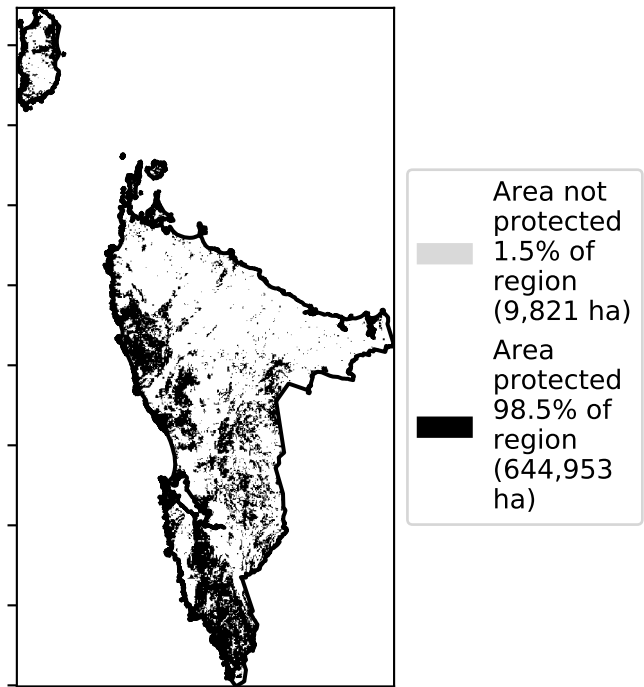 Area not
protected
1.5% of
region
(9,821 ha)
Area
protected
98.5% of
region
(644,953
ha)